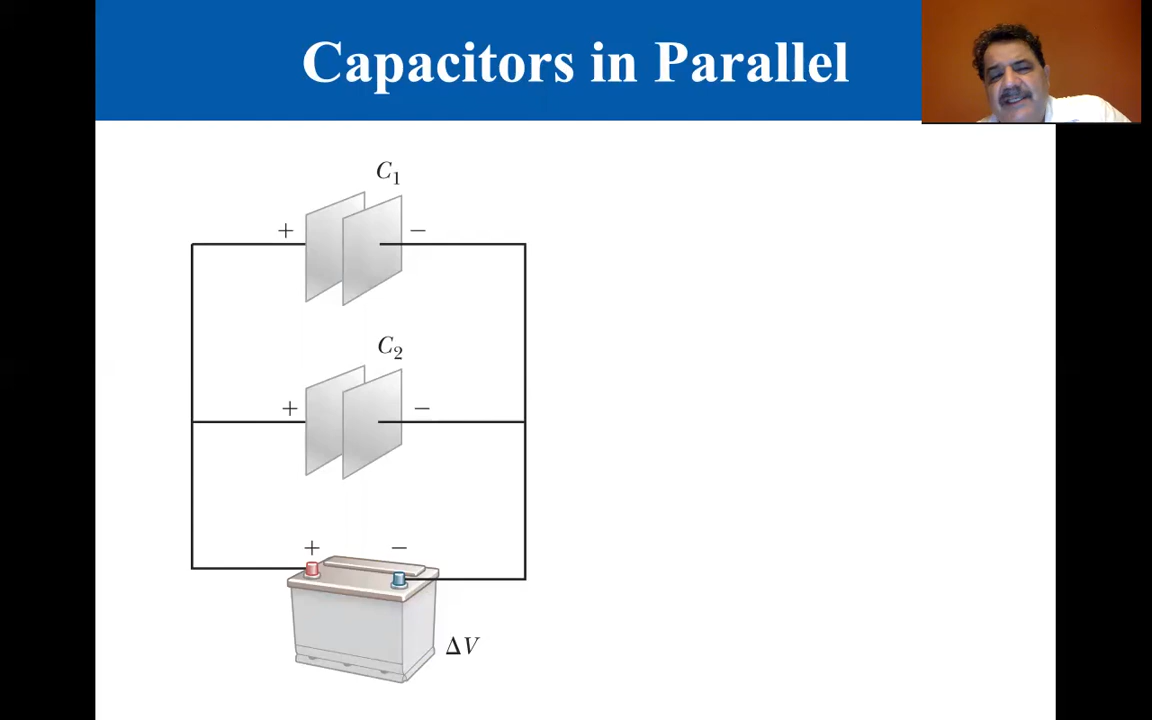 Capacitors in Parallel
C₁
+ −
C₂
+ −
+ −
ΔV